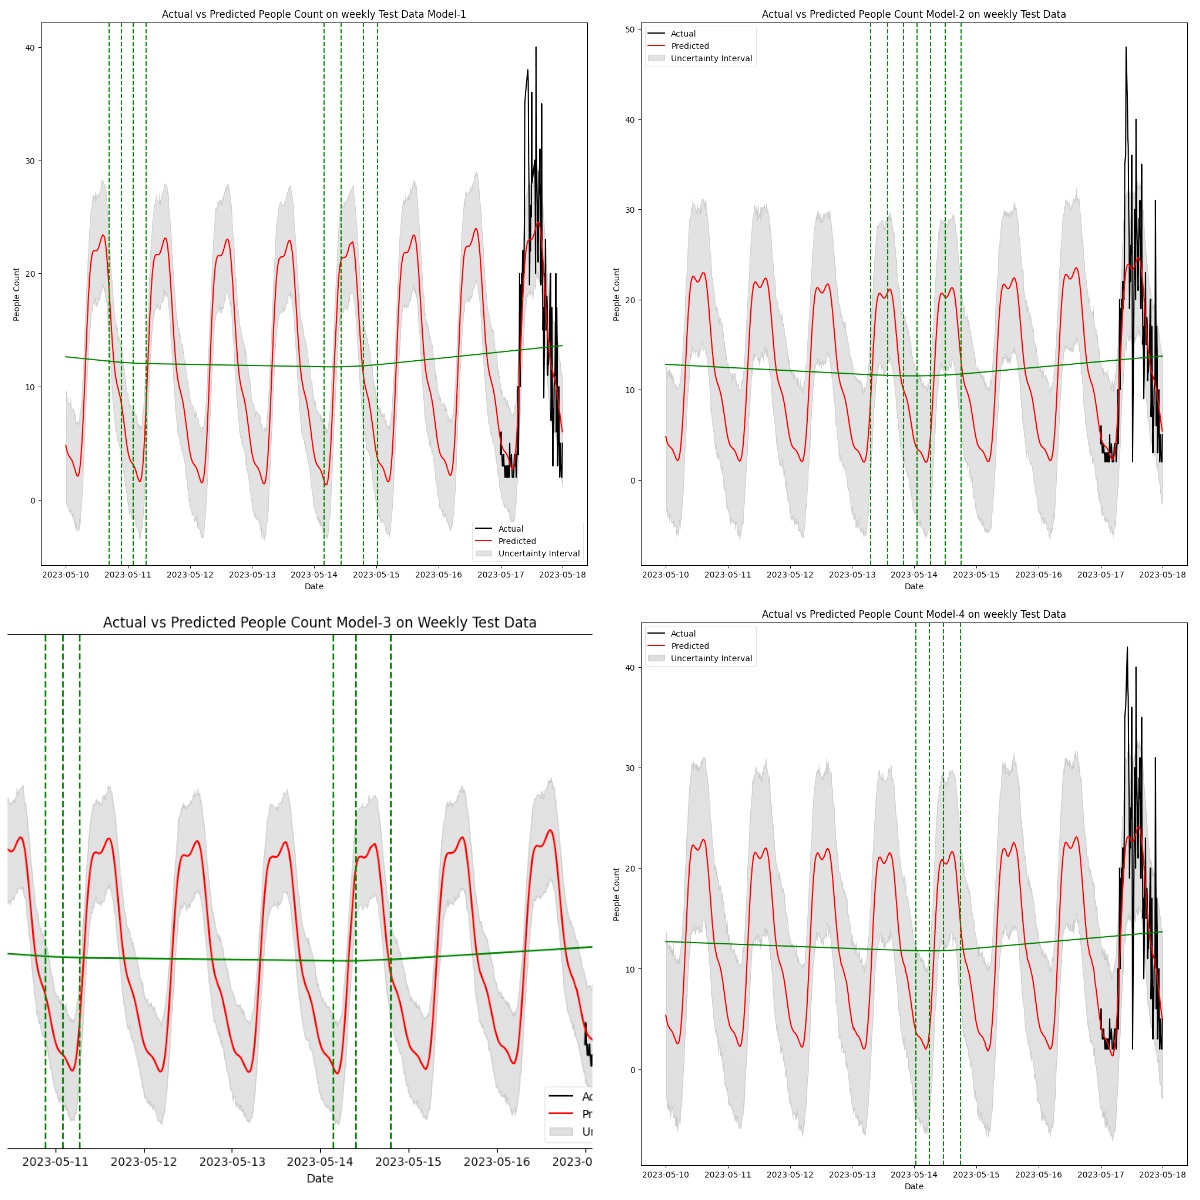 Actual vs Predicted People Count on weekly Test Data Model-1
40
30
20
10
0
People Count
Actual
Predicted
Uncertainty Interval
2023-05-10 2023-05-11 2023-05-12 2023-05-13 2023-05-14 2023-05-15 2023-05-16 2023-05-17 2023-05-18
Date
Actual vs Predicted People Count Model-2 on weekly Test Data
Actual
Predicted
Uncertainty Interval
50
40
30
20
10
0
People Count
2023-05-10 2023-05-11 2023-05-12 2023-05-13 2023-05-14 2023-05-15 2023-05-16 2023-05-17 2023-05-18
Date
Actual vs Predicted People Count Model-3 on Weekly Test Data
Ac
Pr
Ur
2023-05-11 2023-05-12 2023-05-13 2023-05-14 2023-05-15 2023-05-16 2023-0
Date
Actual vs Predicted People Count Model-4 on weekly Test Data
Actual
Predicted
Uncertainty Interval
40
30
20
10
0
People Count
2023-05-10 2023-05-11 2023-05-12 2023-05-13 2023-05-14 2023-05-15 2023-05-16 2023-05-17 2023-05-18
Date